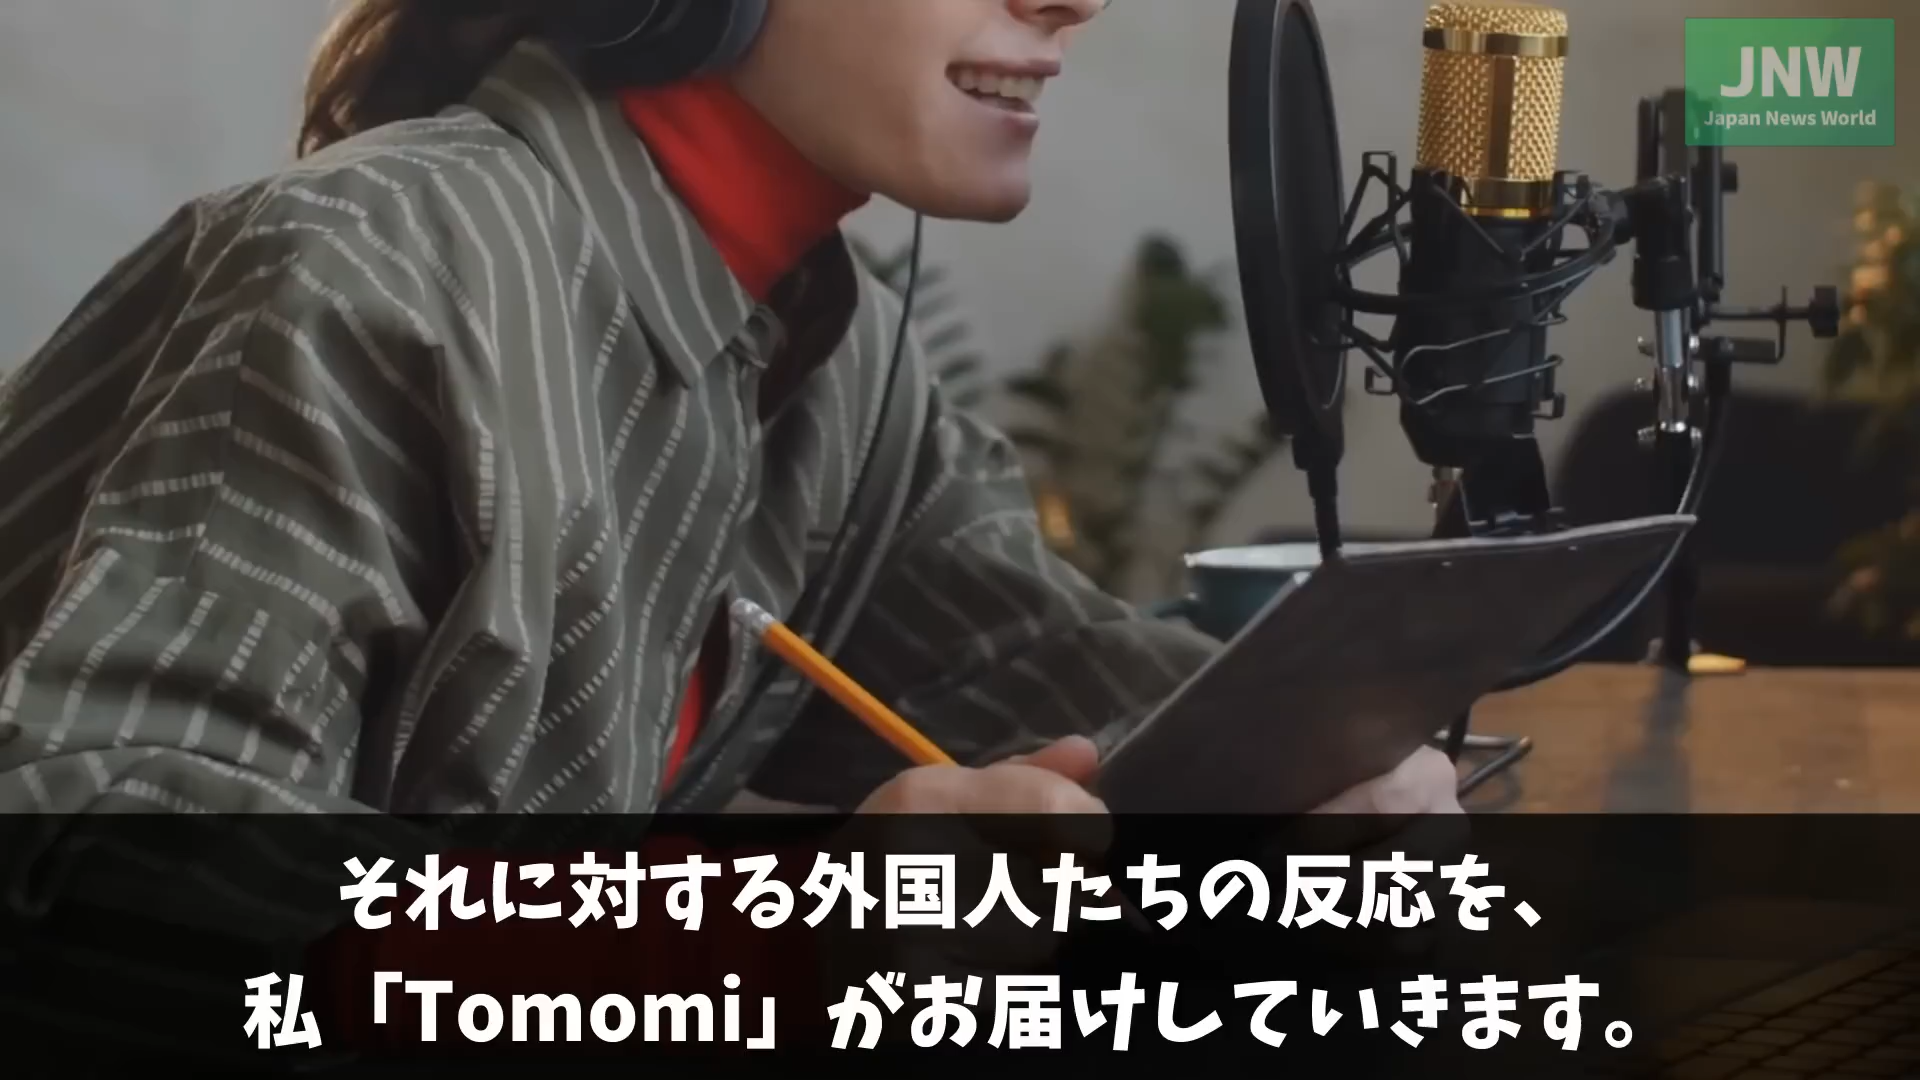 JNW
Japan News World
それに対する外国人たちの反応を、
私「Tomomi」がお届けしていきます。